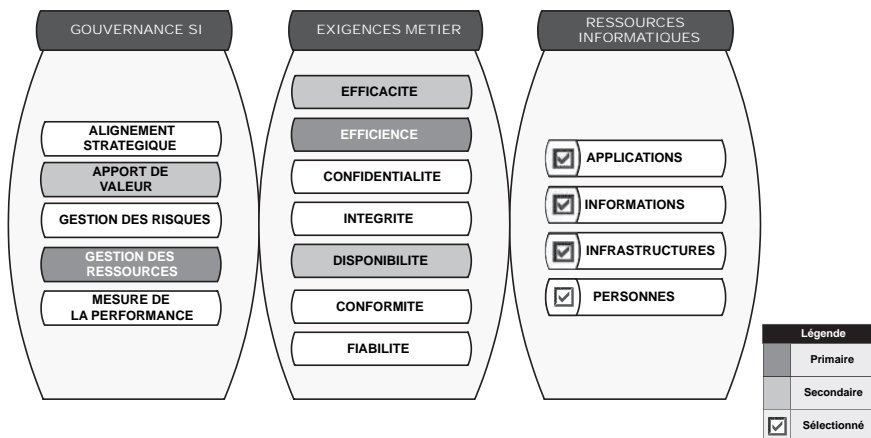 GOUVERNANCE SI
ALIGNEMENT
STRATEGIQUE
APPORT DE
VALEUR
GESTION DES RISQUES
GESTION DES
RESSOURCES
MESURE DE
LA PERFORMANCE
EXIGENCES METIER
EFFICACITE
EFFICIENCE
CONFIDENTIALITE
INTEGRITE
DISPONIBILITE
CONFORMITE
FIABILITE
RESSOURCES
INFORMATIQUES
APPLICATIONS
INFORMATIONS
INFRASTRUCTURES
PERSONNES
Légende
Primaire
Secondaire
Sélectionné